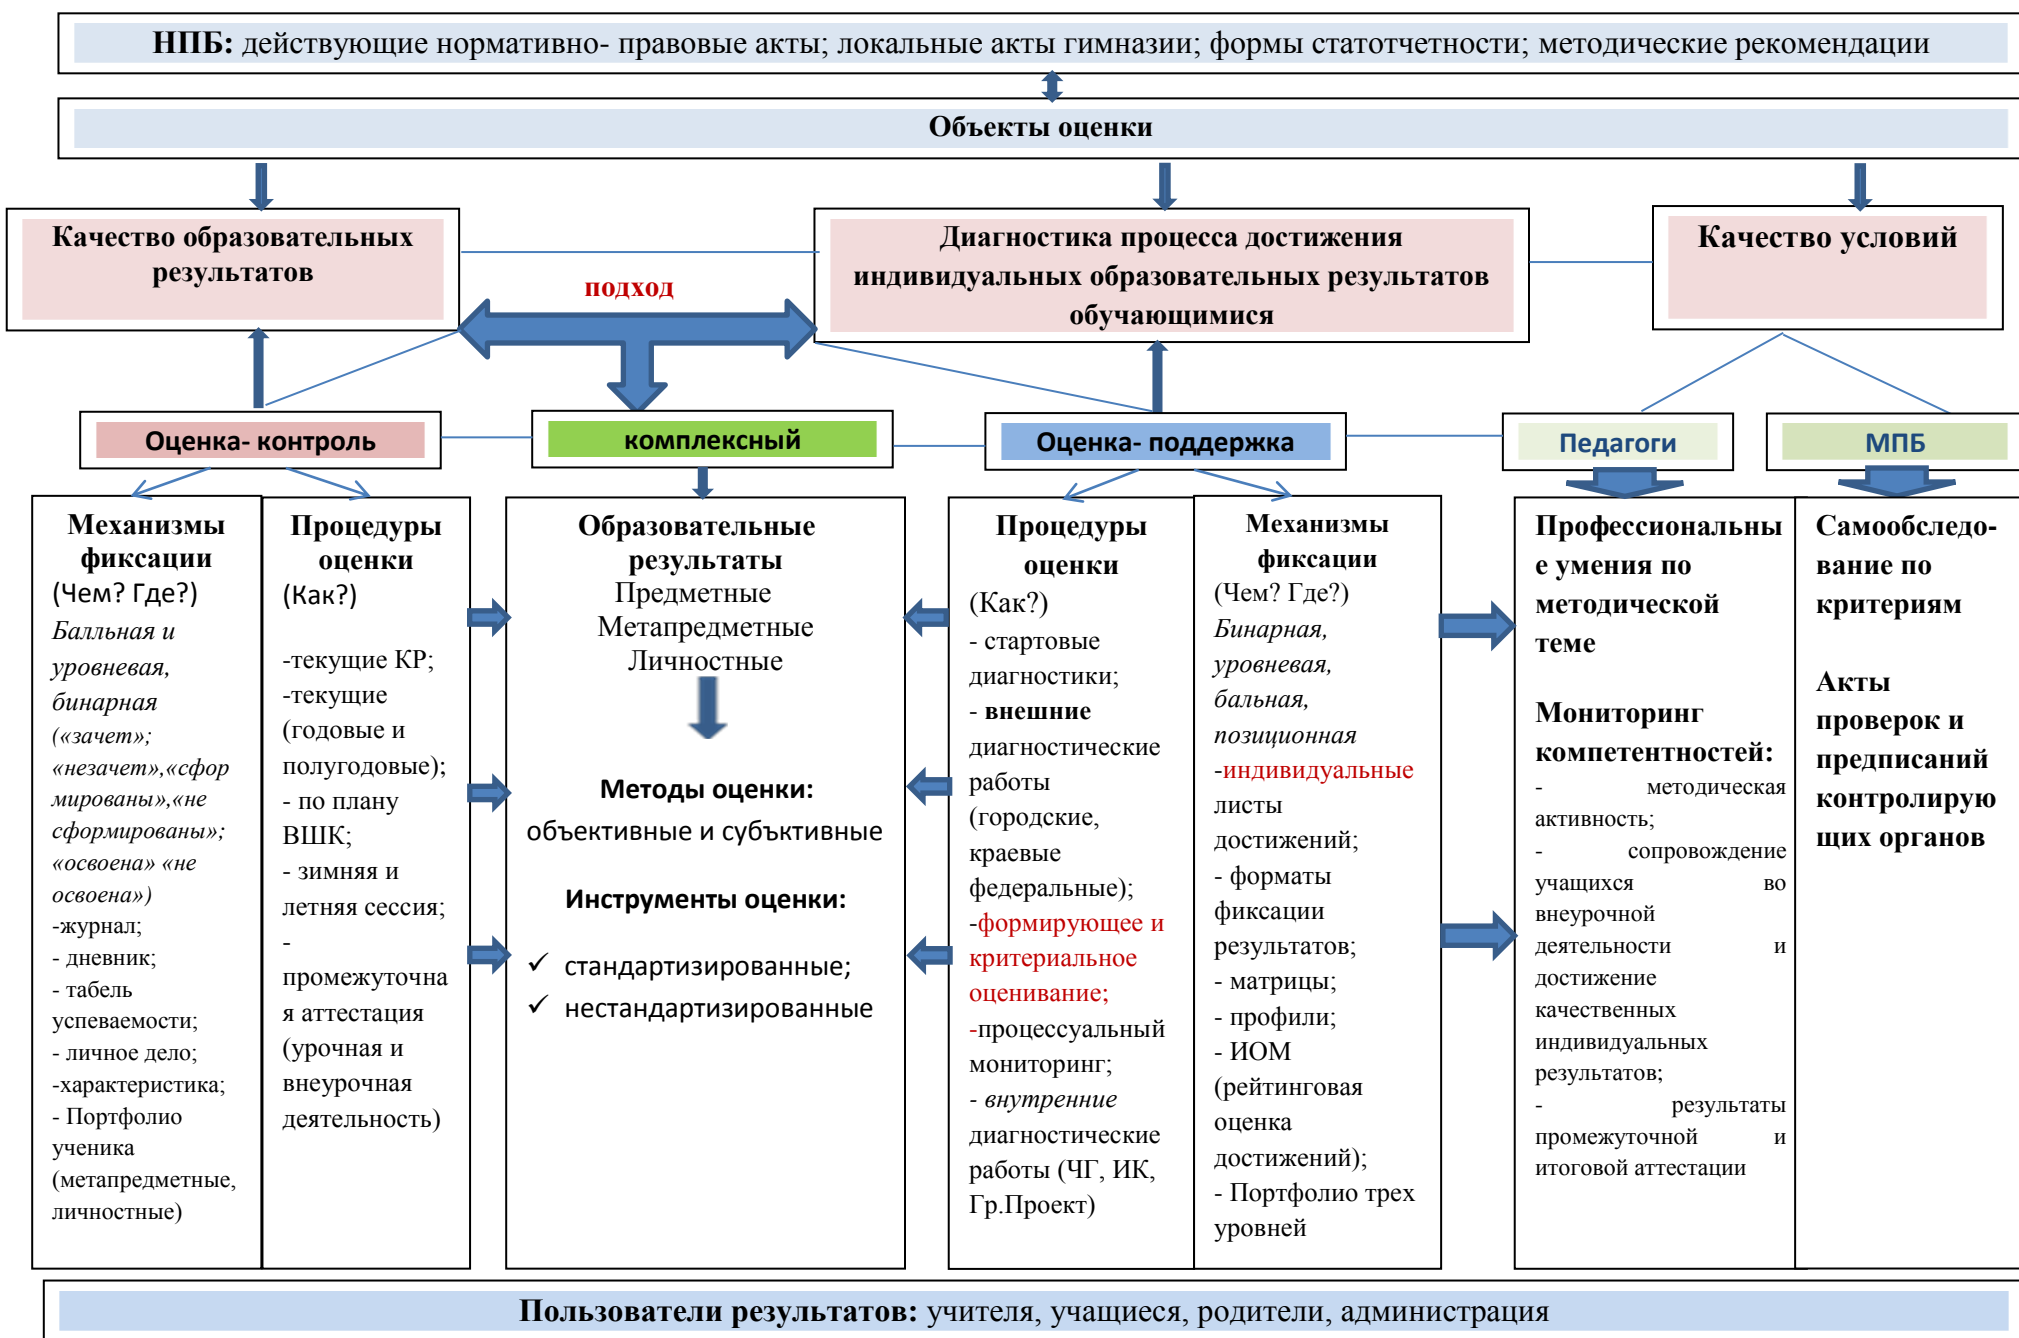 НПБ: действующие нормативно- правовые акты; локальные акты гимназии; формы статотчетности; методические рекомендации
Объекты оценки
Качество образовательных
результатов
подход
Диагностика процесса достижения
индивидуальных образовательных результатов
обучающимися
Качество условий
Оценка- контроль
комплексный
Оценка- поддержка
Педагоги
МПБ
Механизмы
фиксации
(Чем? Где?)
Балльная и
уровневая,
бинарная
(«зачет»;
«незачет»,«сфор
мированы»,«не
сформированы»;
«освоена» «не
освоена»)
-журнал;
- дневник;
- табель
успеваемости;
- личное дело;
-характеристика;
- Портфолио
ученика
(метапредметные,
личностные)
Процедуры
оценки
(Как?)
-текущие КР;
-текущие
(годовые и
полугодовые);
- по плану
ВШК;
- зимняя и
летняя сессия;
-
промежуточна
я аттестация
(урочная и
внеурочная
деятельность)
Образовательные
результаты
Предметные
Метапредметные
Личностные
Методы оценки:
объективные и субъктивные
Инструменты оценки:
✓ стандартизированные;
✓ нестандартизированные
Процедуры
оценки
(Как?)
- стартовые
диагностики;
- внешние
диагностические
работы
(городские,
краевые
федеральные);
-формирующее и
критериальное
оценивание;
-процессуальный
мониторинг;
- внутренние
диагностические
работы (ЧГ, ИК,
Гр.Проект)
Механизмы
фиксации
(Чем? Где?)
Бинарная,
уровневая,
бальная,
позиционная
-индивидуальные
листы
достижений;
- форматы
фиксации
результатов;
- матрицы;
- профили;
- ИОМ
(рейтинговая
оценка
достижений);
- Портфолио трех
уровней
Профессиональны
е умения по
методической
теме
Мониторинг
компетентностей:
- методическая
активность;
- сопровождение
учащихся во
внеурочной
деятельности и
достижение
качественных
индивидуальных
результатов;
- результаты
промежуточной и
итоговой аттестации
Самообследо-
вание по
критериям
Акты
проверок и
предписаний
контролирую
щих органов
Пользователи результатов: учителя, учащиеся, родители, администрация